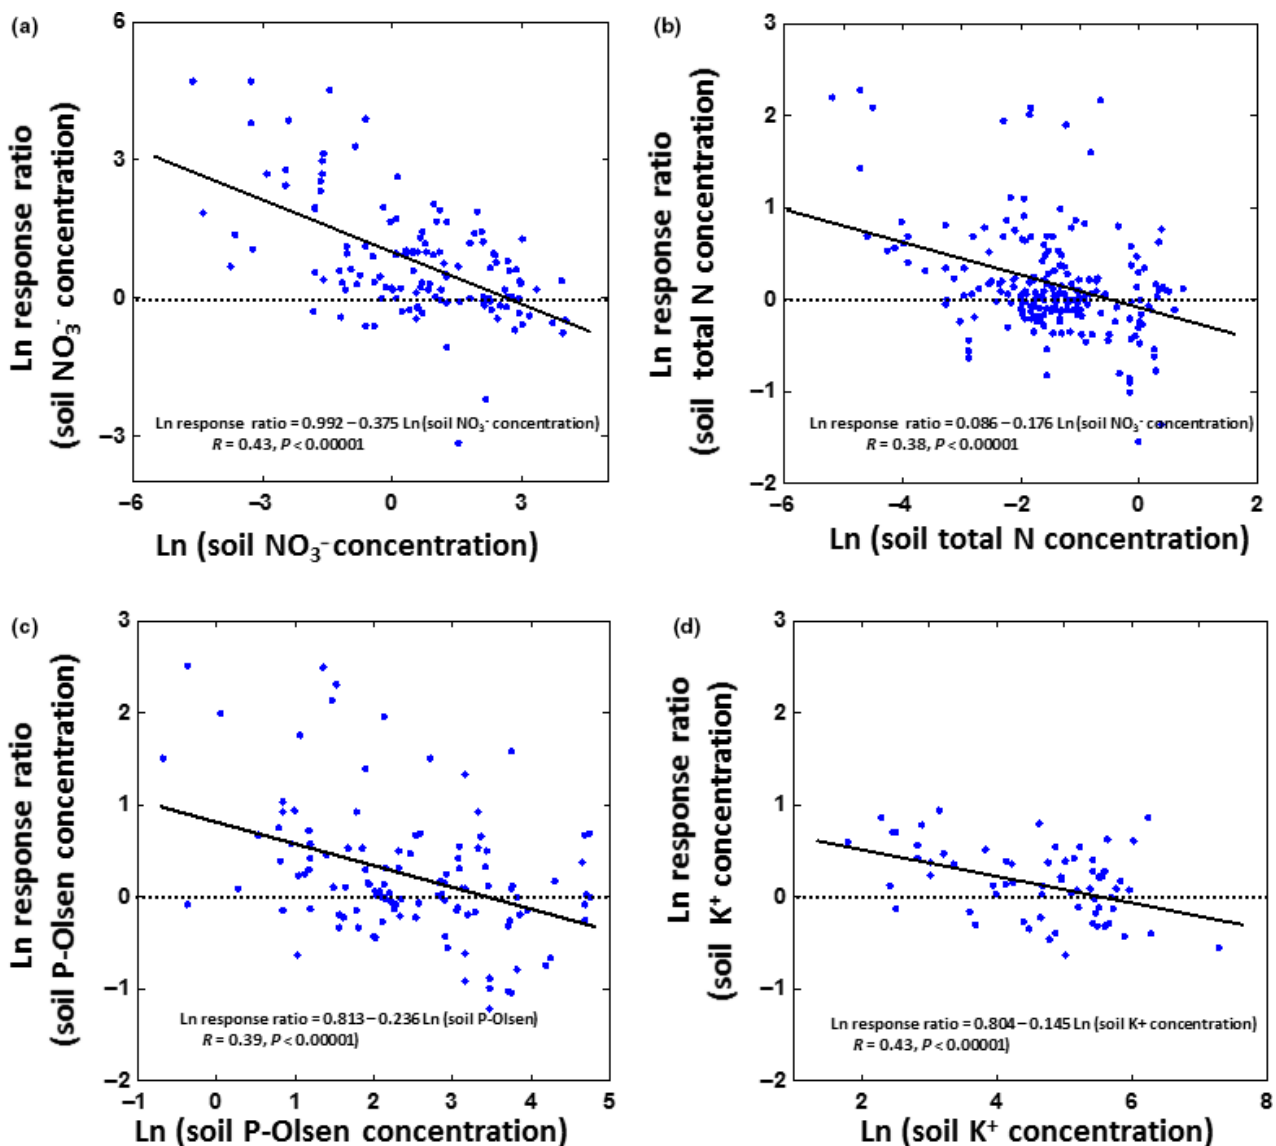 (a)
6
3
0
–3
–6
–3
0
3
Ln response ratio
(soil NO₃⁻ concentration)
Ln response ratio = 0.992 – 0.375 Ln (soil NO₃⁻ concentration)
R = 0.43, P < 0.00001
Ln (soil NO₃⁻ concentration)
(b)
3
2
1
0
–1
–2
–6
–4
–2
0
2
Ln response ratio
(soil total N concentration)
Ln response ratio = 0.086 – 0.176 Ln (soil NO₃⁻ concentration)
R = 0.38, P < 0.00001
Ln (soil total N concentration)
(c)
3
2
1
0
–1
–2
–1
0
1
2
3
4
5
Ln response ratio
(soil P-Olsen concentration)
Ln response ratio = 0.813 – 0.236 Ln (soil P-Olsen)
R = 0.39, P < 0.00001)
Ln (soil P-Olsen concentration)
(d)
3
2
1
0
–1
–2
2
4
6
8
Ln response ratio
(soil K⁺ concentration)
Ln response ratio = 0.804 – 0.145 Ln (soil K+ concentration)
R = 0.43, P < 0.00001)
Ln (soil K⁺ concentration)